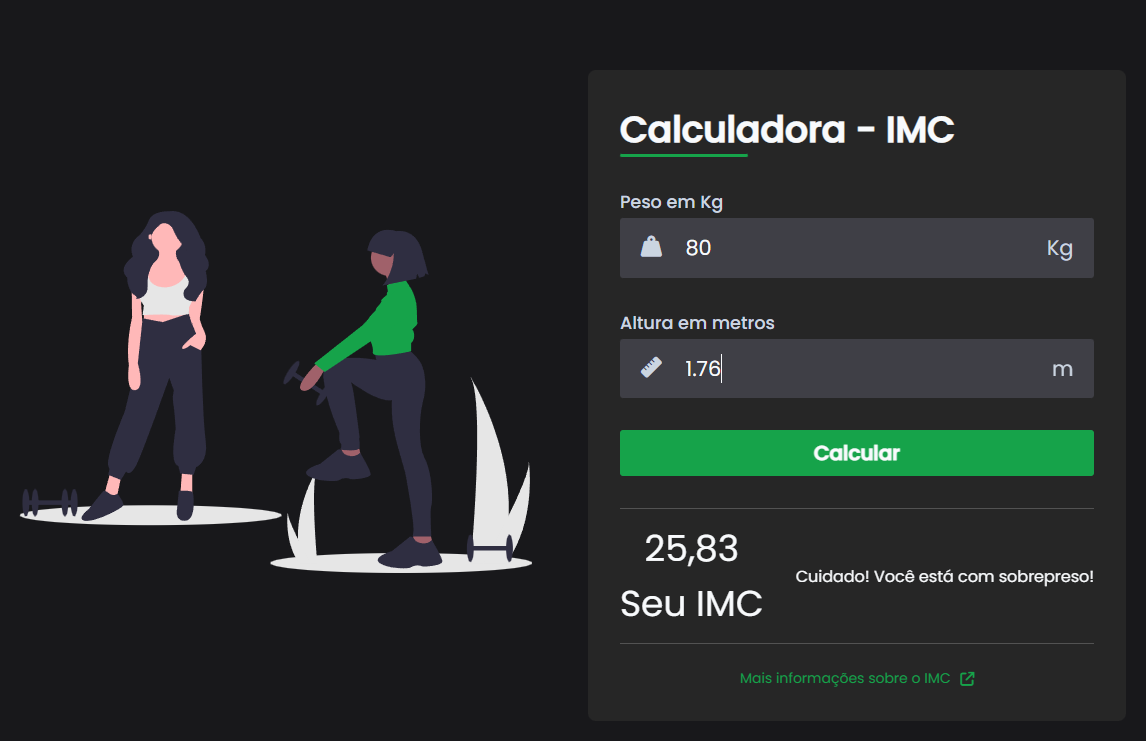 Calculadora - IMC
Peso em Kg
80 Kg
Altura em metros
1.76 m
Calcular
25,83
Seu IMC
Cuidado! Você está com sobrepreso!
Mais informações sobre o IMC